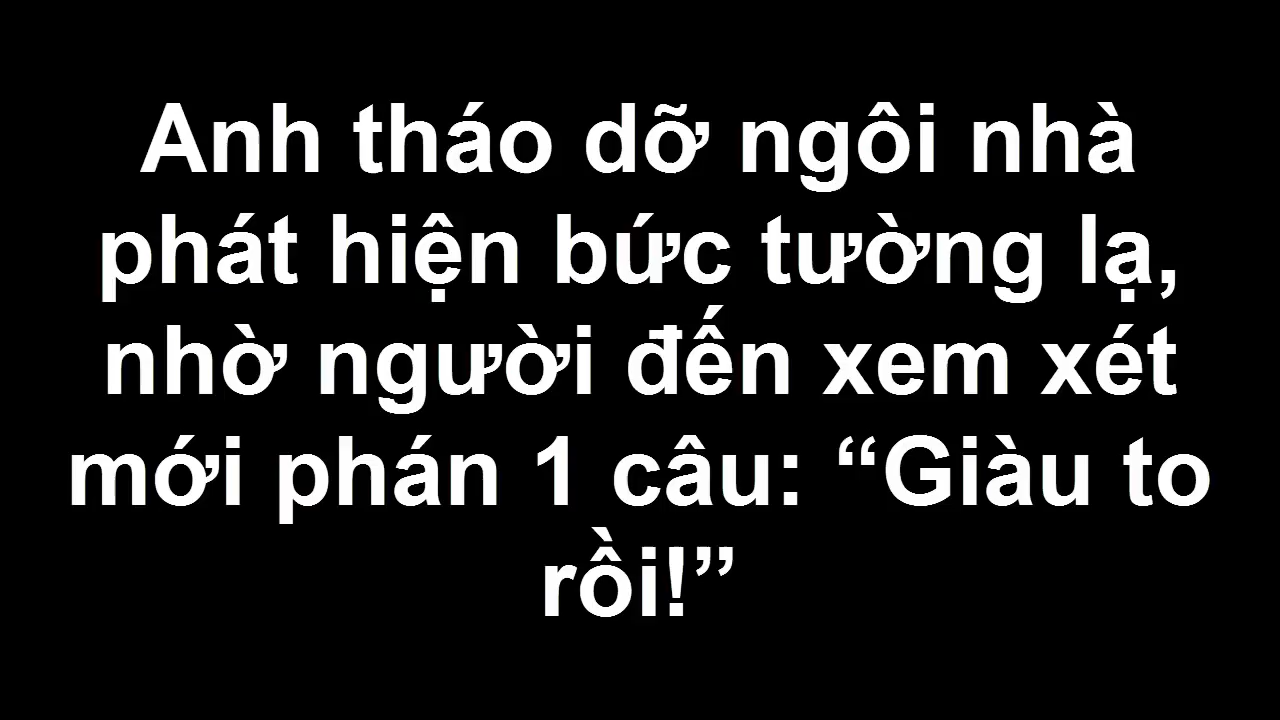 Anh tháo dỡ ngôi nhà
phát hiện bức tường lạ,
nhờ người đến xem xét
mới phán 1 câu: “Giàu to
rồi!”